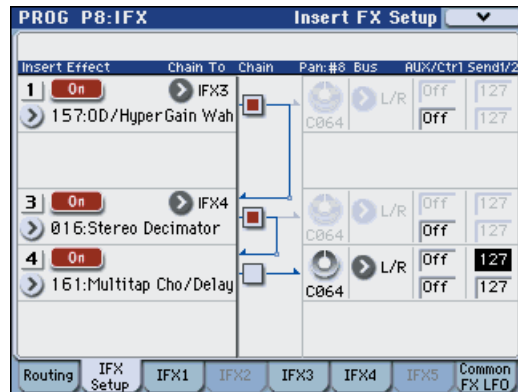 PROG P8:IFX Insert FX Setup
Insert Effect Chain To Chain Pan:#8 Bus AUX/Ctrl Send1/2
1 On IFX3 L/R Off 127
157:OD/HyperGain Wah C064 Off 127
3 On IFX4 L/R Off 127
016:Stereo Decimator C064 Off 127
4 On L/R Off 127
161:Multitap Cho/Delay C064 Off 127
Routing IFX Setup IFX1 IFX2 IFX3 IFX4 IFX5 Common FX LFO